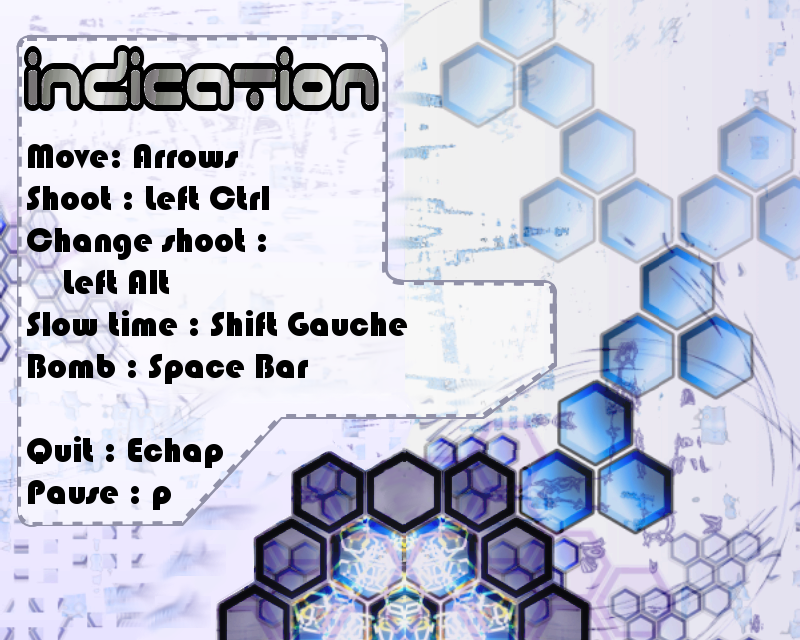 indication
Move: Arrows
Shoot : Left Ctrl
Change shoot :
Left Alt
Slow time : Shift Gauche
Bomb : Space Bar
Quit : Echap
Pause : p